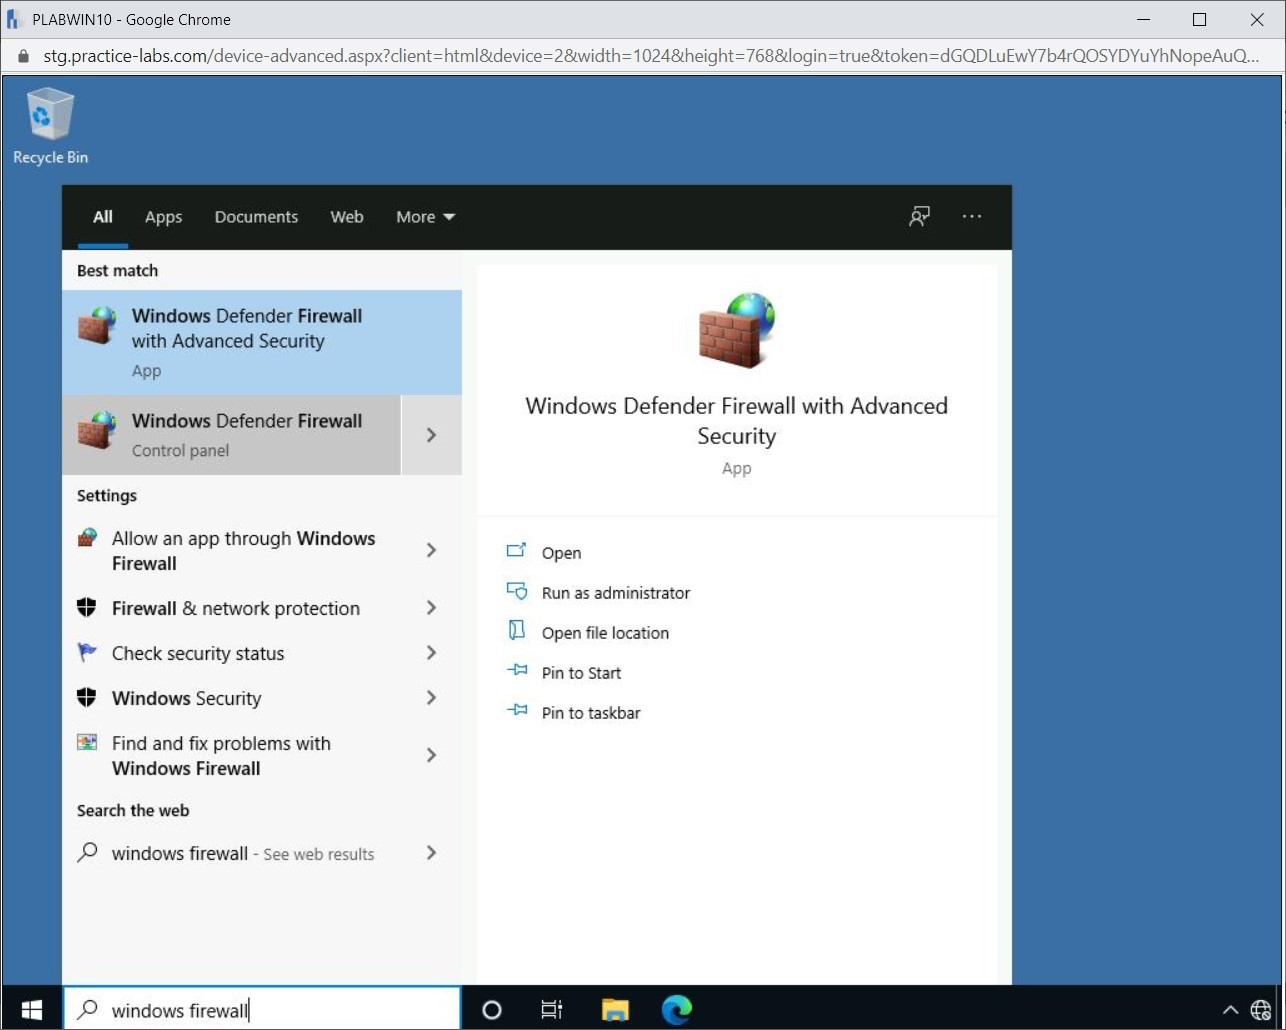 PLABWIN10 - Google Chrome
stg.practice-labs.com/device-advanced.aspx?client=html&device=2&width=1024&height=768&login=true&token=dGQDLuEwY7b4rQOSYDYuYhNopeAuQ...
Recycle Bin
All Apps Documents Web More
Best match
Windows Defender Firewall
with Advanced Security
App
Windows Defender Firewall
Control panel
Settings
Allow an app through Windows
Firewall
Firewall & network protection
Check security status
Windows Security
Find and fix problems with
Windows Firewall
Search the web
windows firewall - See web results
Windows Defender Firewall with Advanced
Security
App
Open
Run as administrator
Open file location
Pin to Start
Pin to taskbar
windows firewall